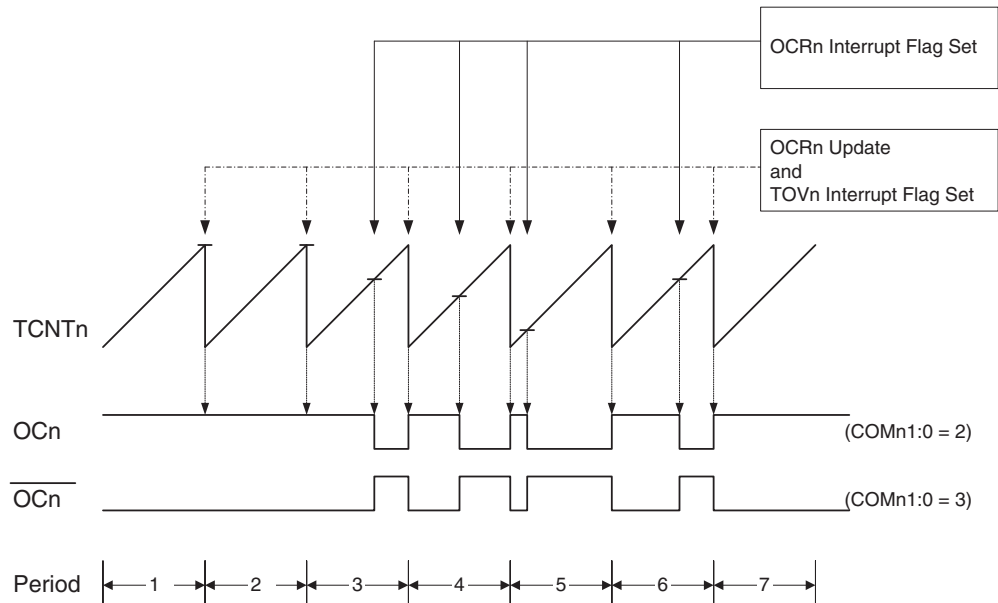 OCRn Interrupt Flag Set
OCRn Update
and
TOVn Interrupt Flag Set
TCNTn
OCn
(COMn1:0 = 2)
OCn
(COMn1:0 = 3)
Period
1
2
3
4
5
6
7